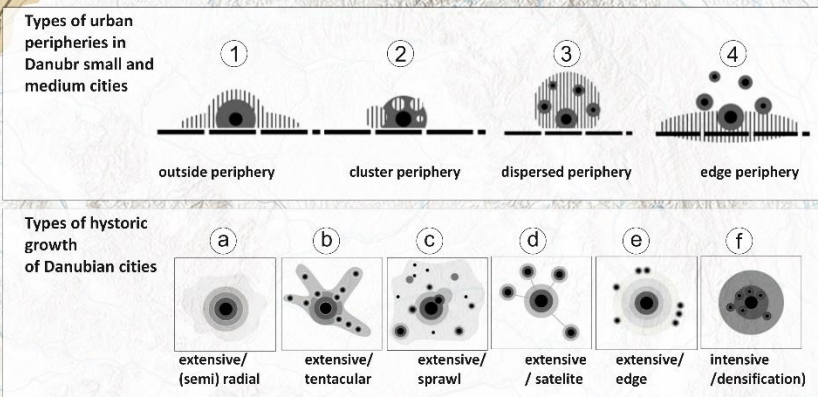 Types of urban
peripheries in
Danubr small and
medium cities
1
2
3
4
outside periphery
cluster periphery
dispersed periphery
edge periphery
Types of hystoric
growth
of Danubian cities
a
b
c
d
e
f
extensive/
(semi) radial
extensive/
tentacular
extensive/
sprawl
extensive
/ satelite
extensive/
edge
intensive
/densification)